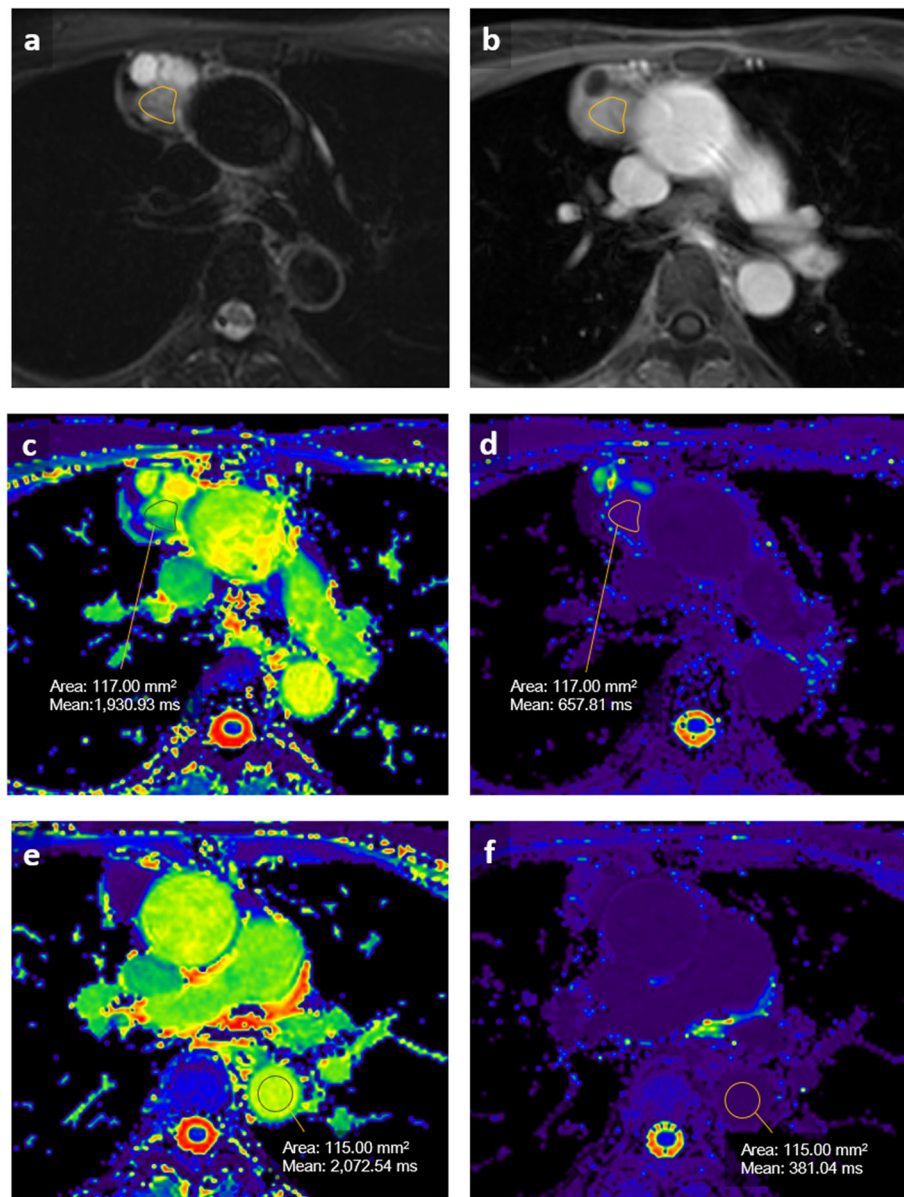 a
b
c
Area: 117.00 mm²
Mean:1,930.93 ms
d
Area: 117.00 mm²
Mean: 657.81 ms
e
Area: 115.00 mm²
Mean: 2,072.54 ms
f
Area: 115.00 mm²
Mean: 381.04 ms